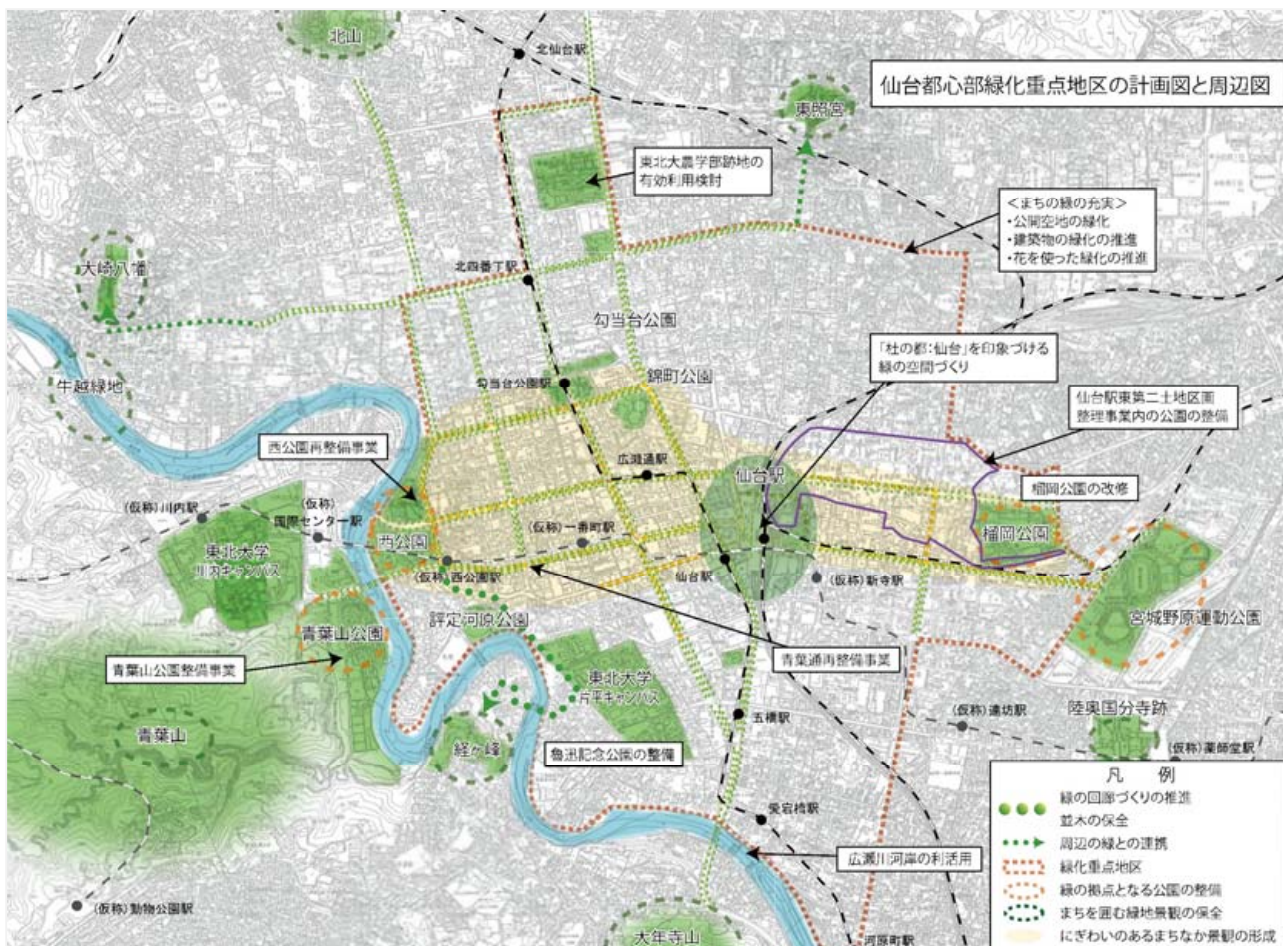 仙台都心部緑化重点地区の計画図と周辺図
北山
北仙台駅
東照宮
東北大農学部跡地の
有効利用検討
<まちの緑の充実>
・公開空地の緑化
・建築物の緑化の推進
・花を使った緑化の推進
大崎八幡
北四番丁駅
勾当台公園
「杜の都:仙台」を印象づける
緑の空間づくり
牛越緑地
勾当台公園駅
錦町公園
仙台駅東第二土地区画
整理事業内の公園の整備
西公園再整備事業
広瀬通駅
仙台駅
榴岡公園の改修
(仮称)川内駅
(仮称)
国際センター駅
(仮称)一番町駅
西公園
榴岡公園
東北大学
川内キャンパス
(仮称)西公園駅
仙台駅
(仮称)新寺駅
評定河原公園
宮城野原運動公園
青葉山公園
青葉山公園整備事業
青葉通再整備事業
東北大学
片平キャンパス
五橋駅
(仮称)連坊駅
陸奥国分寺跡
青葉山
経ヶ峰
魯迅記念公園の整備
(仮称)薬師堂駅
愛宕橋駅
広瀬川河岸の利活用
(仮称)動物公園駅
大年寺山
河原町駅
凡 例
緑の回廊づくりの推進
並木の保全
周辺の緑との連携
緑化重点地区
緑の拠点となる公園の整備
まちを囲む緑地景観の保全
にぎわいのあるまちなか景観の形成